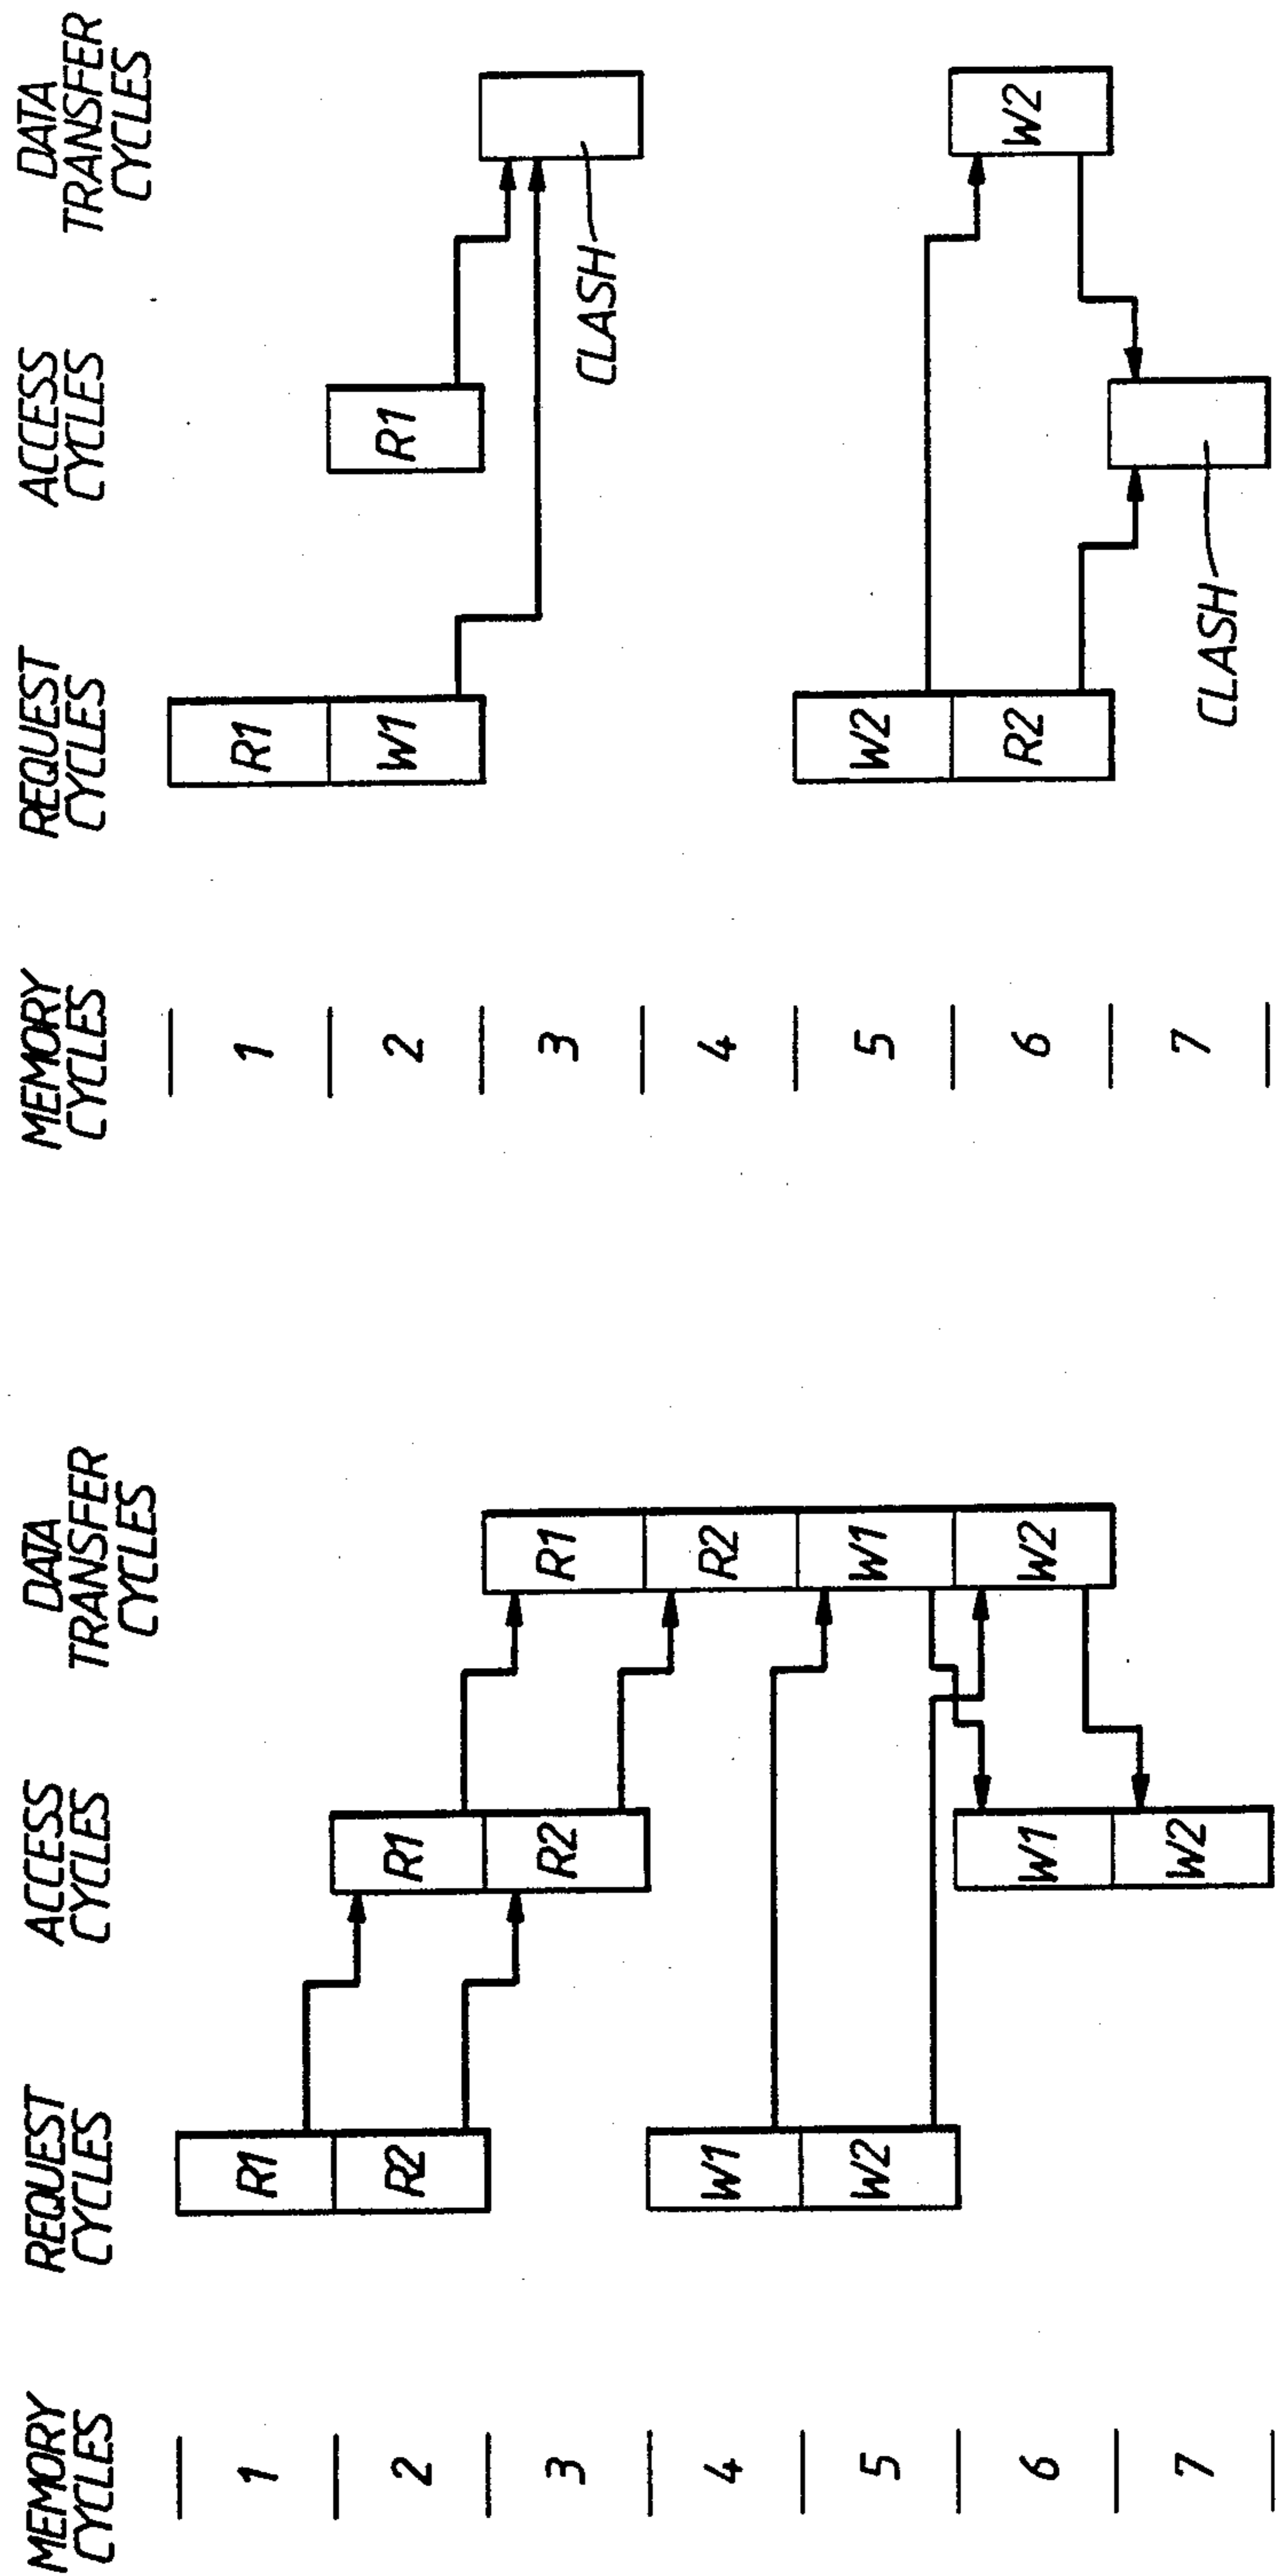 MEMORY
CYCLES
REQUEST
CYCLES
ACCESS
CYCLES
DATA
TRANSFER
CYCLES
1
R1
2
R2
R1
3
R2
R1
4
W1
R2
5
W2
W1
6
W1
W2
7
W2
MEMORY
CYCLES
REQUEST
CYCLES
ACCESS
CYCLES
DATA
TRANSFER
CYCLES
1
R1
2
W1
R1
3
CLASH
4
5
W2
6
R2
W2
7
CLASH